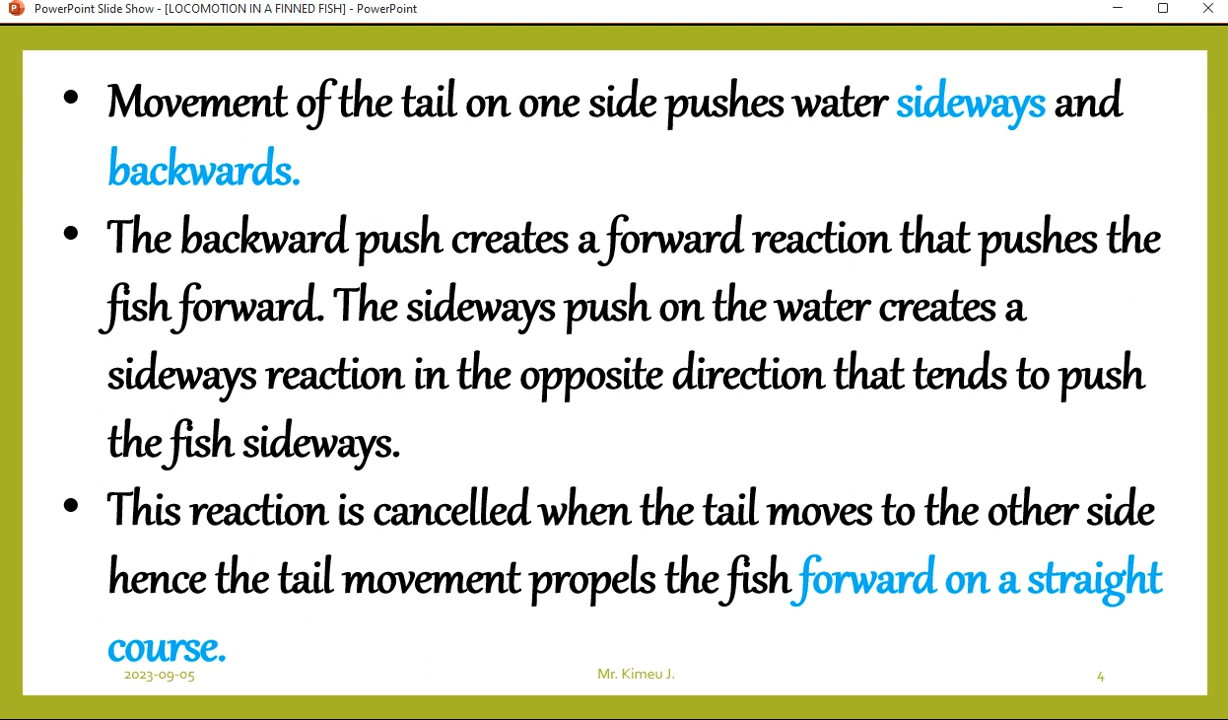 PowerPoint Slide Show - [LOCOMOTION IN A FINNED FISH] - PowerPoint
• Movement of the tail on one side pushes water sideways and
backwards.
• The backward push creates a forward reaction that pushes the
fish forward. The sideways push on the water creates a
sideways reaction in the opposite direction that tends to push
the fish sideways.
• This reaction is cancelled when the tail moves to the other side
hence the tail movement propels the fish forward on a straight
course.
2023-09-05 Mr. Kimeu J. 4